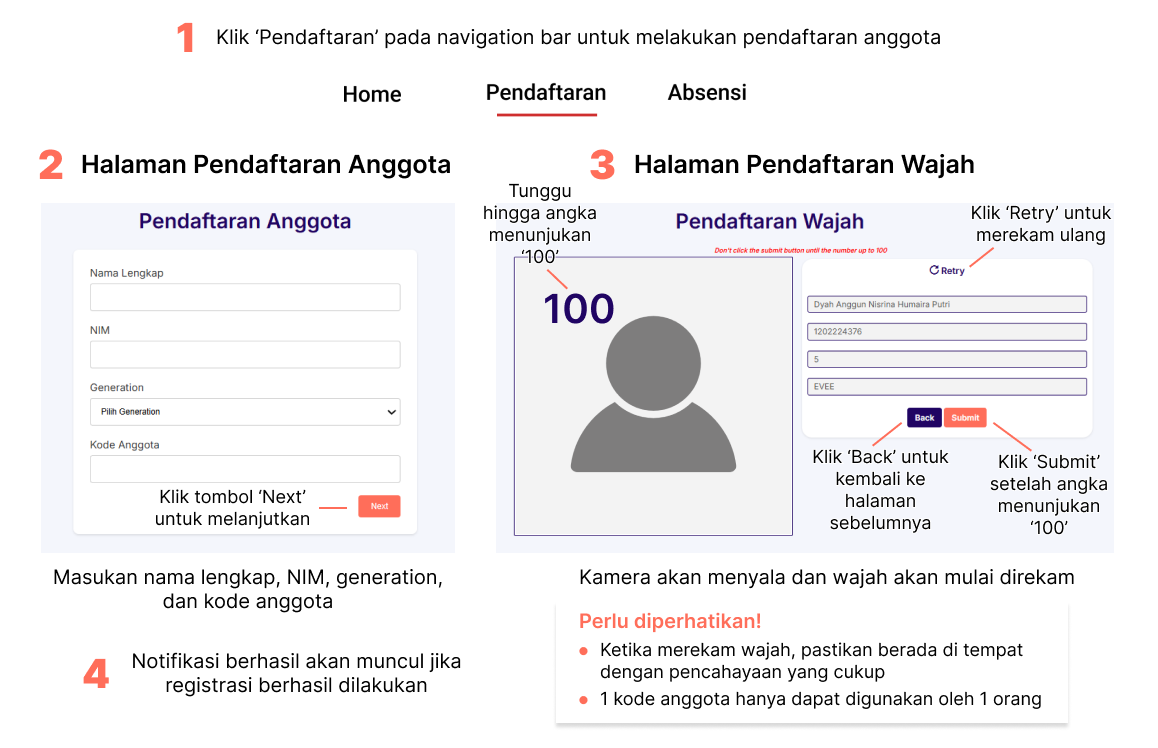 1
Klik ‘Pendaftaran’ pada navigation bar untuk melakukan pendaftaran anggota
Home
Pendaftaran
Absensi
2
Halaman Pendaftaran Anggota
Pendaftaran Anggota
Nama Lengkap
NIM
Generation
Pilih Generation
Kode Anggota
Klik tombol ‘Next’
untuk melanjutkan
Next
Masukan nama lengkap, NIM, generation,
dan kode anggota
3
Halaman Pendaftaran Wajah
Tunggu
hingga angka
menunjukan
‘100’
Pendaftaran Wajah
Don't click the submit button until the number up to 100
Klik ‘Retry’ untuk
merekam ulang
100
Retry
Dyah Anggun Nisrina Humaira Putri
1202224376
5
EVEE
Back
Submit
Klik ‘Back’ untuk
kembali ke
halaman
sebelumnya
Klik ‘Submit’
setelah angka
menunjukan
‘100’
Kamera akan menyala dan wajah akan mulai direkam
Perlu diperhatikan!
• Ketika merekam wajah, pastikan berada di tempat
dengan pencahayaan yang cukup
• 1 kode anggota hanya dapat digunakan oleh 1 orang
4
Notifikasi berhasil akan muncul jika
registrasi berhasil dilakukan